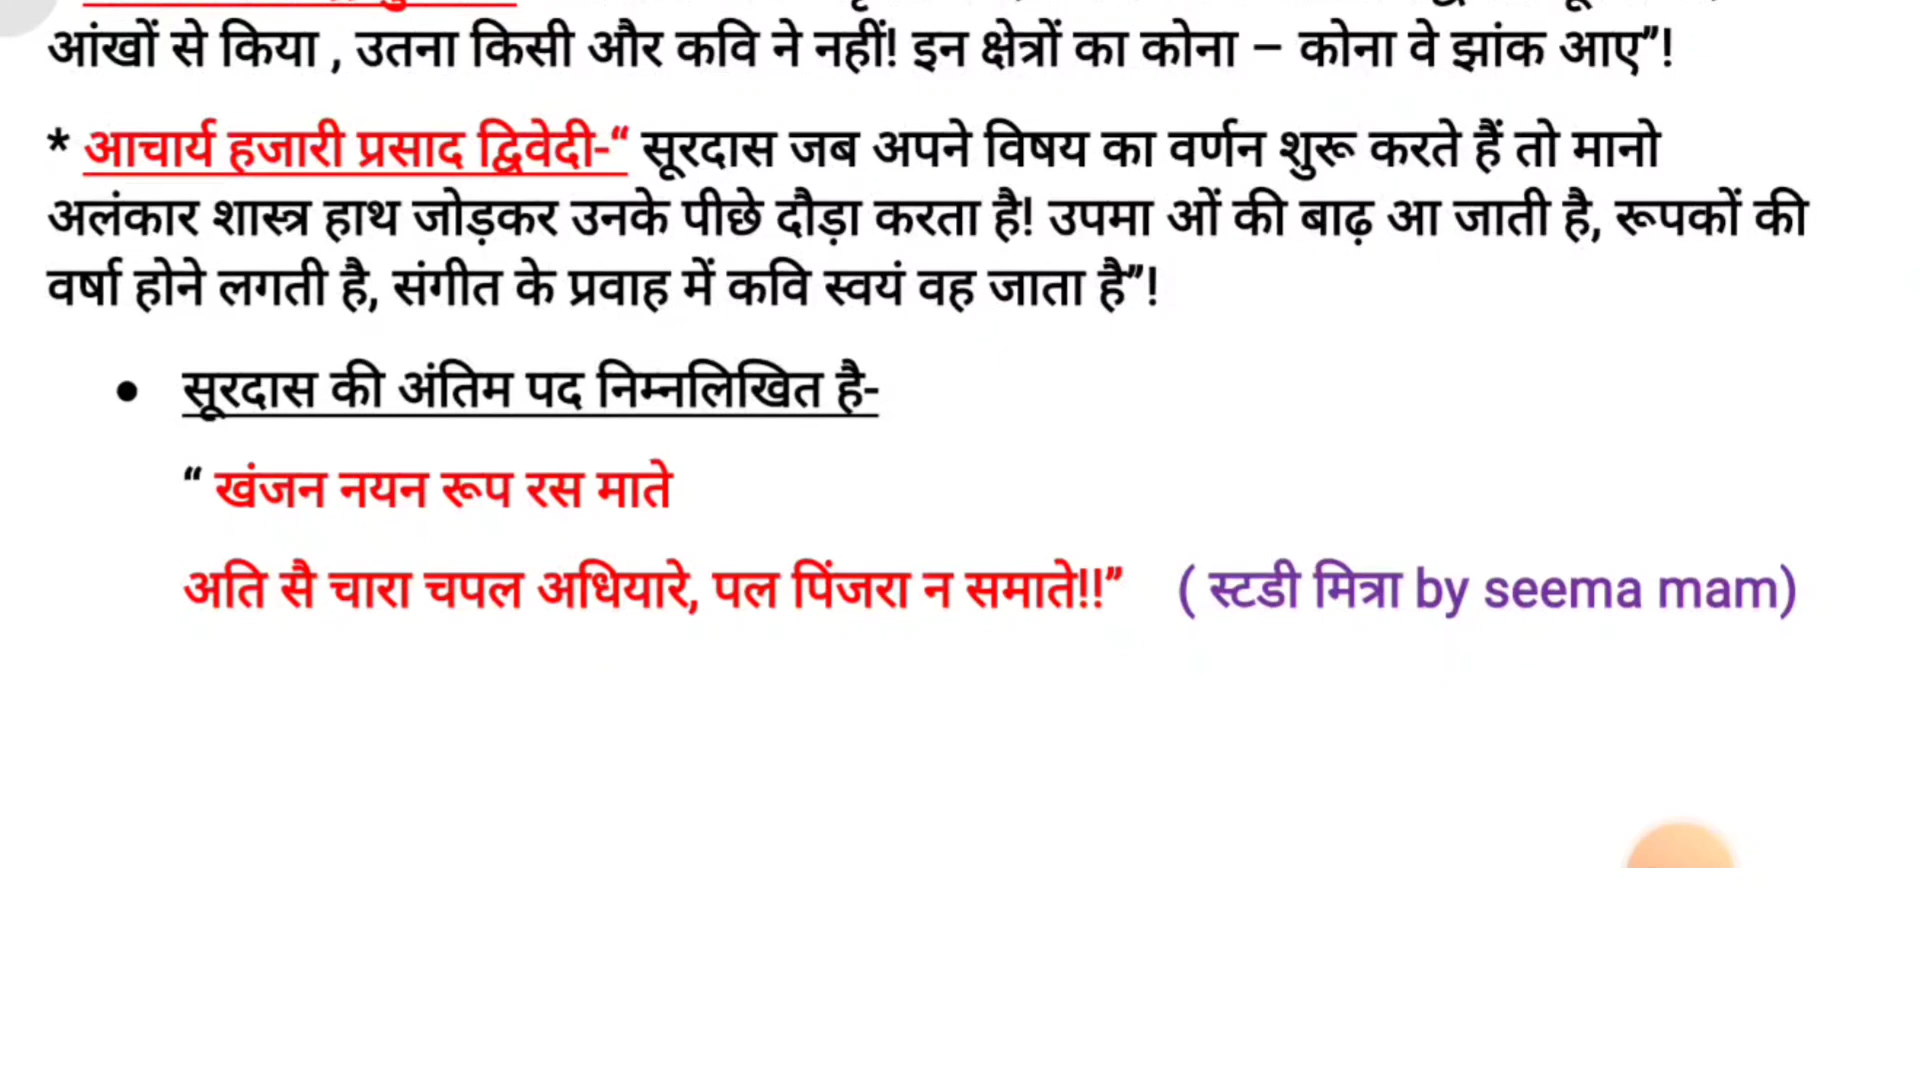 आंखों से किया , उतना किसी और कवि ने नहीं! इन क्षेत्रों का कोना – कोना वे झांक आए”!
* आचार्य हजारी प्रसाद द्विवेदी-“ सूरदास जब अपने विषय का वर्णन शुरू करते हैं तो मानो
अलंकार शास्त्र हाथ जोड़कर उनके पीछे दौड़ा करता है! उपमा ओं की बाढ़ आ जाती है, रूपकों की
वर्षा होने लगती है, संगीत के प्रवाह में कवि स्वयं वह जाता है”!
• सूरदास की अंतिम पद निम्नलिखित है-
“ खंजन नयन रूप रस माते
अति सै चारा चपल अधियारे, पल पिंजरा न समाते!!” ( स्टडी मित्रा by seema mam)